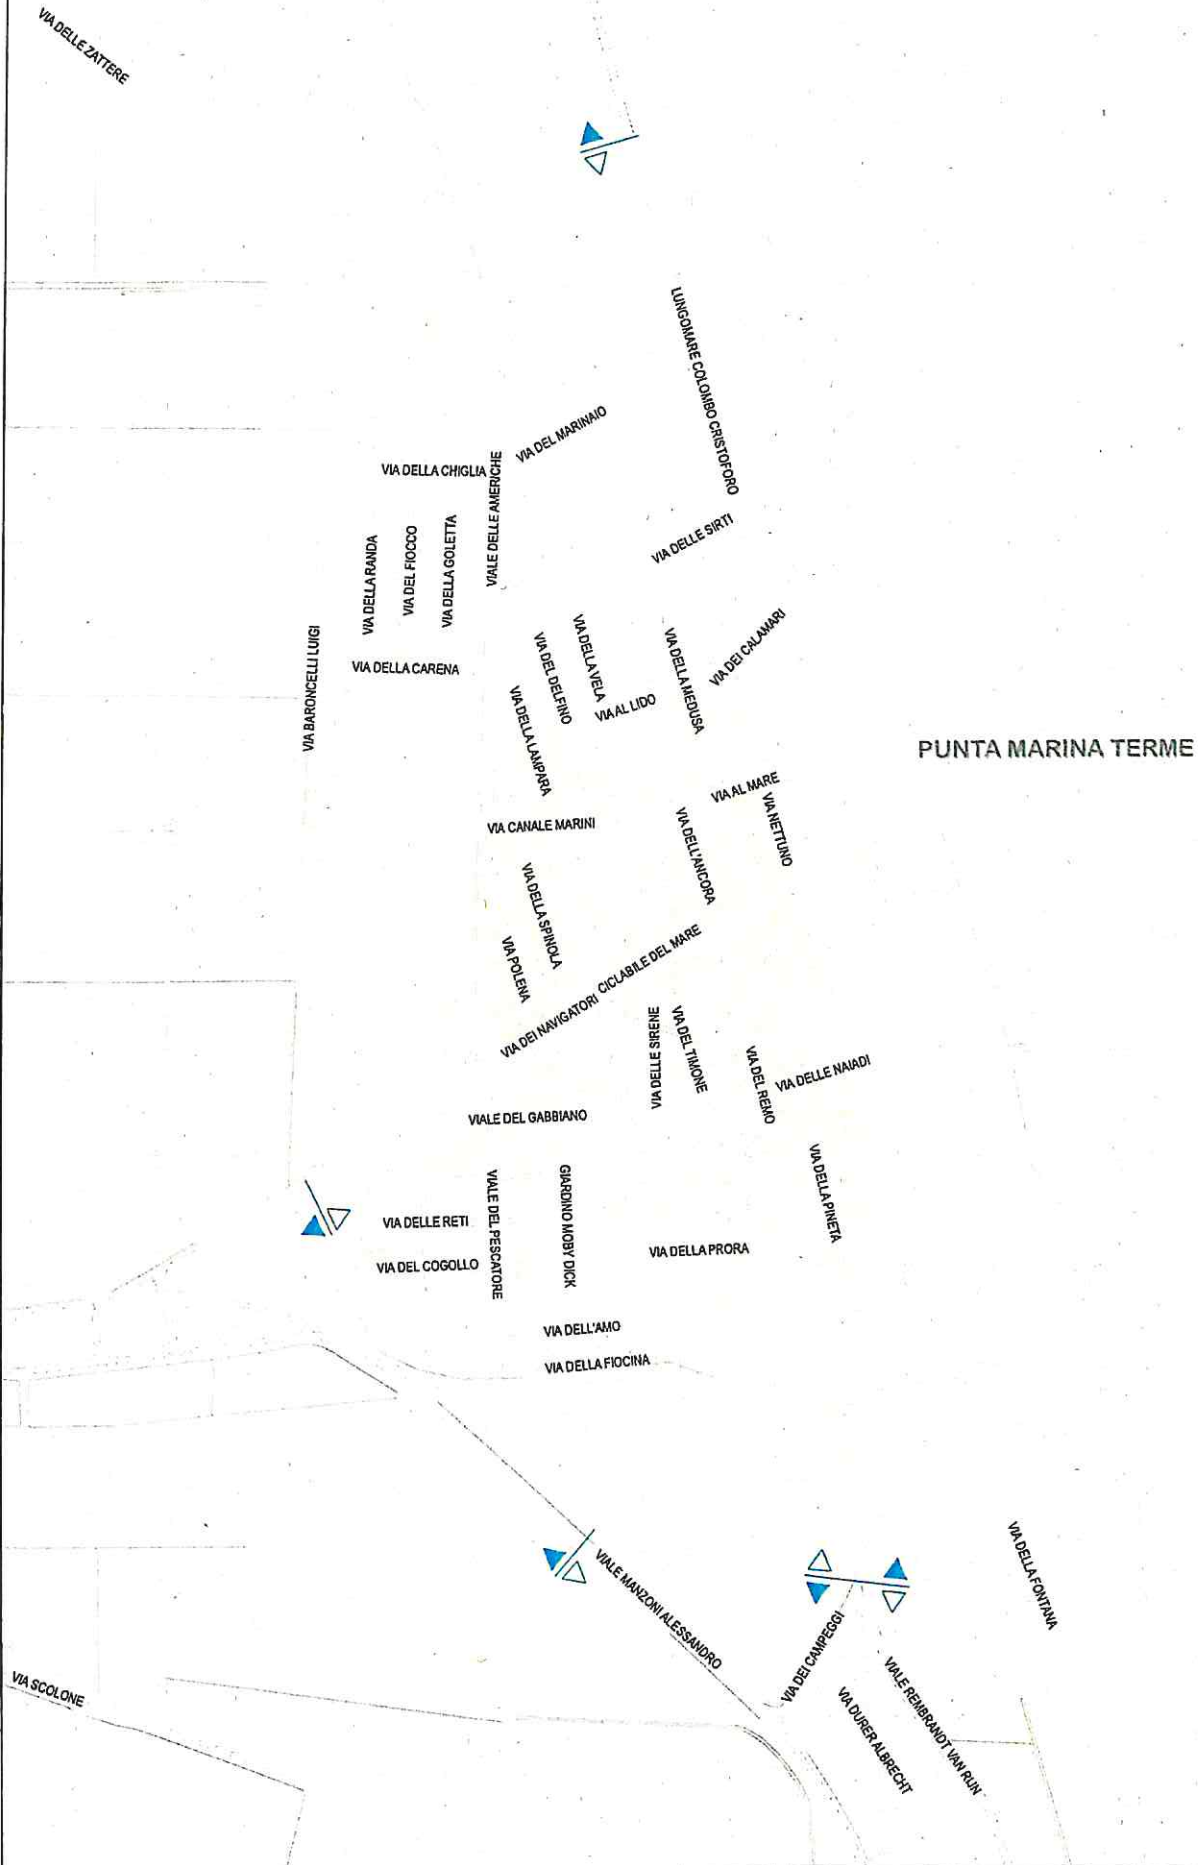 VIA DELLE ZATTERE
LUNGOMARE COLOMBO CRISTOFORO
VIA DEL MARINAIO
VIA DELLA CHIGLIA
VIALE DELLE AMERICHE
VIA DELLE SIRTI
VIA DELLA RANDA
VIA DEL FIOCCO
VIA DELLA GOLETTA
VIA BARONCELLI LUIGI
VIA DELLA CARENA
VIA DEL DELFINO
VIA DELLA VELA
VIA DELLA MEDUSA
VIA DEI CALAMARI
VIA DELLA LAMPARA
VIA AL LIDO
PUNTA MARINA TERME
VIA AL MARE
VIA NETTUNO
VIA CANALE MARINI
VIA DELL'ANCORA
VIA DELLA SPINOLA
VIA POLENA
VIA DEI NAVIGATORI
CICLABILE DEL MARE
VIA DELLE SIRENE
VIA DEL TIMONE
VIA DEL REMO
VIA DELLE NAIADI
VIALE DEL GABBIANO
VIALE DEL PESCATORE
GIARDINO MOBY DICK
VIA DELLA PINETA
VIA DELLE RETI
VIA DELLA PRORA
VIA DEL COGOLLO
VIA DELL'AMO
VIA DELLA FIOCINA
VIALE MANZONI ALESSANDRO
VIA DELLA FONTANA
VIA DEI CAMPEGGI
VIALE REMBRANDT VAN RIJN
VIA DURER ALBRECHT
VIA SCOLONE